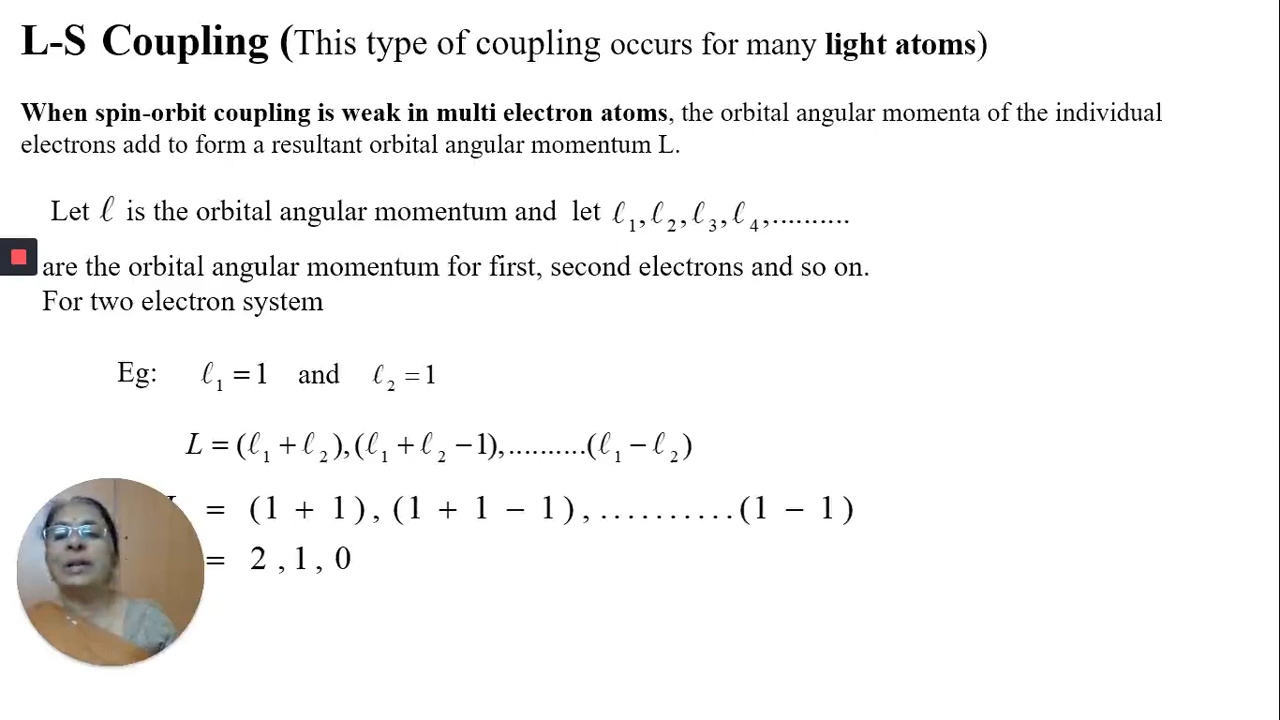 L-S Coupling (This type of coupling occurs for many light atoms)
When spin-orbit coupling is weak in multi electron atoms, the orbital angular momenta of the individual
electrons add to form a resultant orbital angular momentum L.
Let ℓ is the orbital angular momentum and let ℓ₁,ℓ₂,ℓ₃,ℓ₄,..........
are the orbital angular momentum for first, second electrons and so on.
For two electron system
Eg: ℓ₁ = 1 and ℓ₂ = 1
L = (ℓ₁ + ℓ₂), (ℓ₁ + ℓ₂ − 1), ..........(ℓ₁ − ℓ₂)
= (1 + 1), (1 + 1 − 1), ..........(1 − 1)
= 2 , 1 , 0